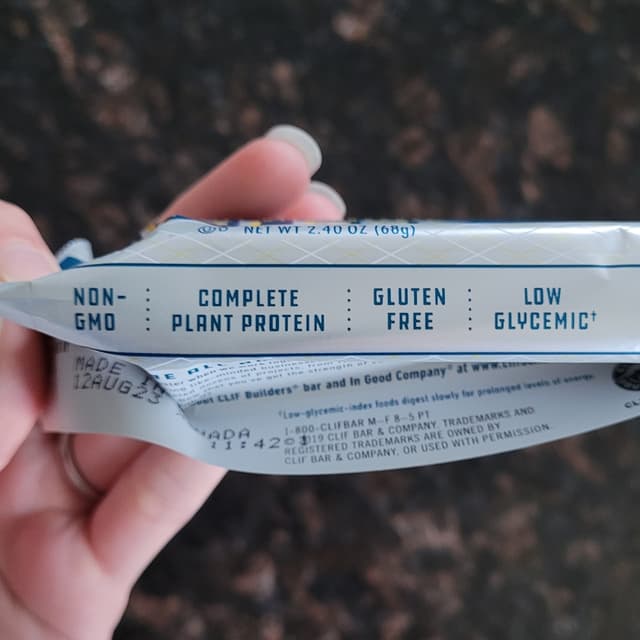 NET WT 2.40 OZ (68g)
NON-
GMO
COMPLETE
PLANT PROTEIN
GLUTEN
FREE
LOW
GLYCEMIC†
MADE
12AUG23
CLIF Builders® bar and In Good Company® at
†Low-glycemic-index foods digest slowly for prolonged levels of energy.
1-800-CLIFBAR M–F 8–5 PT
2019 CLIF BAR & COMPANY. TRADEMARKS AND
REGISTERED TRADEMARKS ARE OWNED BY
CLIF BAR & COMPANY, OR USED WITH PERMISSION.
11:42